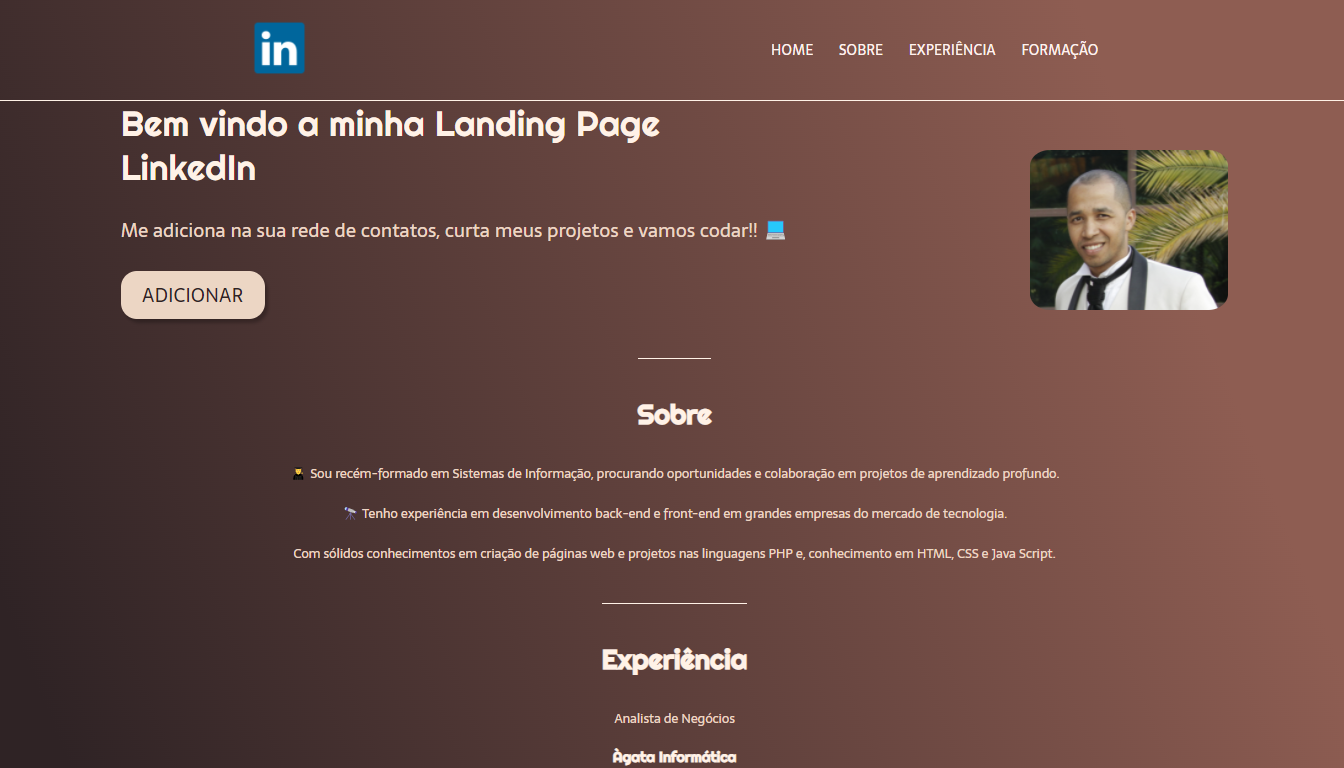 in
HOME SOBRE EXPERIÊNCIA FORMAÇÃO
Bem vindo a minha Landing Page
LinkedIn
Me adiciona na sua rede de contatos, curta meus projetos e vamos codar!! 💻
ADICIONAR
Sobre
Sou recém-formado em Sistemas de Informação, procurando oportunidades e colaboração em projetos de aprendizado profundo.
🔭 Tenho experiência em desenvolvimento back-end e front-end em grandes empresas do mercado de tecnologia.
Com sólidos conhecimentos em criação de páginas web e projetos nas linguagens PHP e, conhecimento em HTML, CSS e Java Script.
Experiência
Analista de Negócios
Àgata Informática